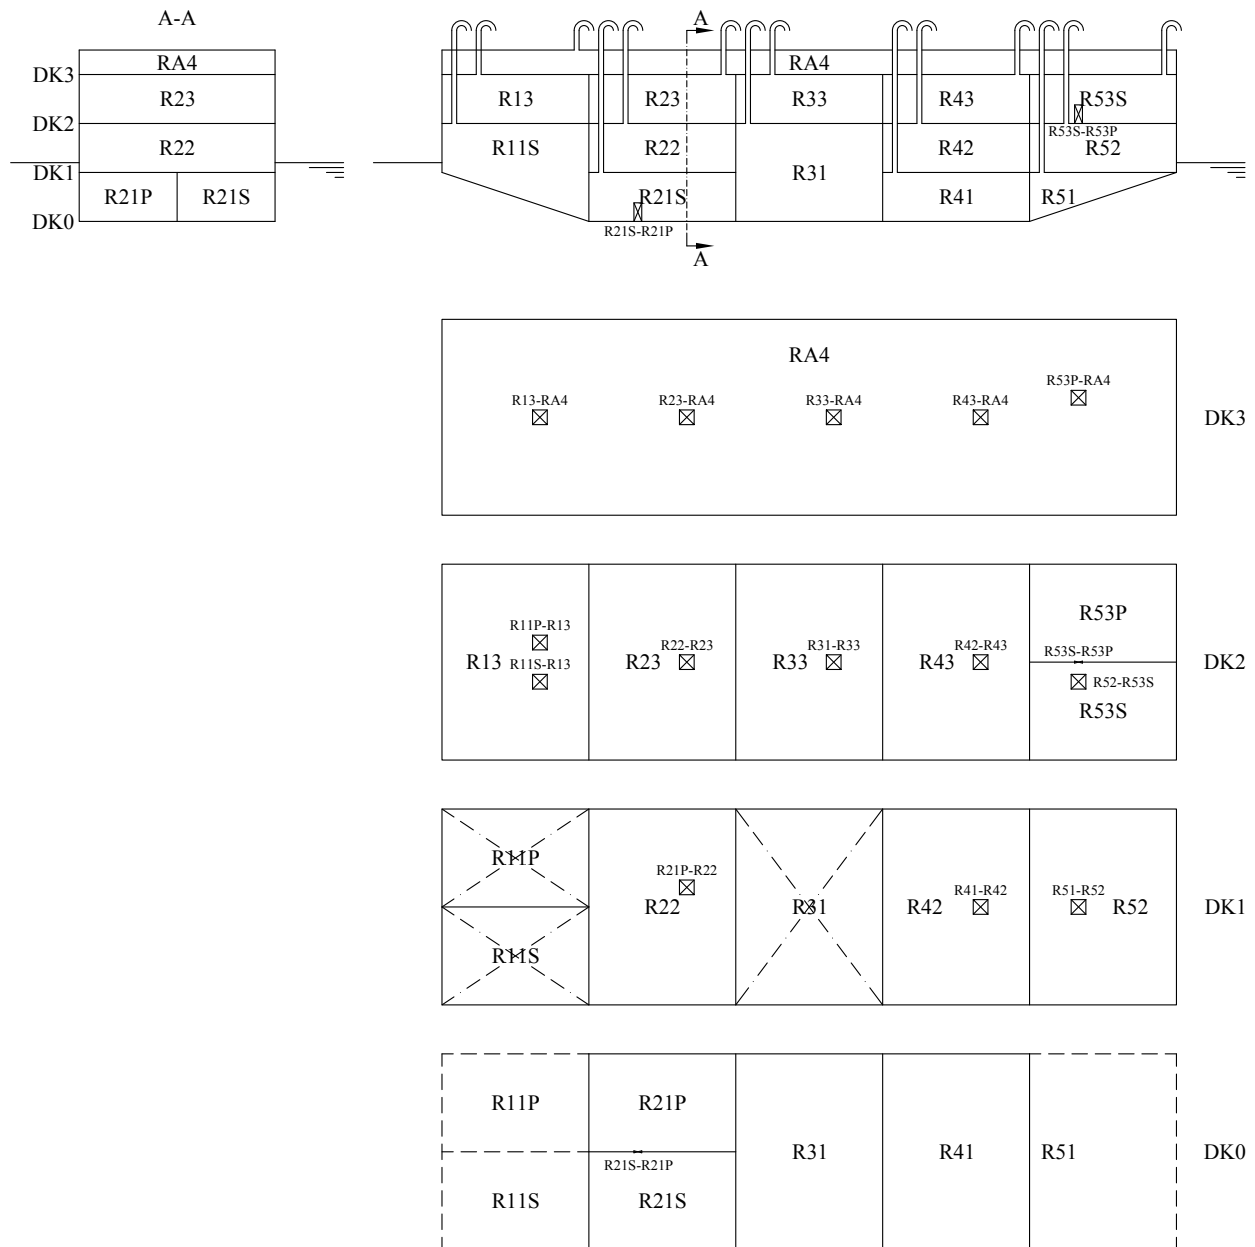 A-A
A
RA4
RA4
DK3
R23
R13
R23
R33
R43
R53S
DK2
R53S-R53P
R22
R11S
R22
R42
R52
DK1
R31
R21P
R21S
R21S
R41
R51
DK0
R21S-R21P
A
RA4
R53P-RA4
R13-RA4
R23-RA4
R33-RA4
R43-RA4
DK3
R53P
R11P-R13
R22-R23
R31-R33
R42-R43
R53S-R53P
R13
R23
R33
R43
DK2
R11S-R13
R52-R53S
R53S
R11P
R21P-R22
R41-R42
R51-R52
R22
R31
R42
R52
DK1
R11S
R11P
R21P
R31
R41
R51
DK0
R21S-R21P
R11S
R21S